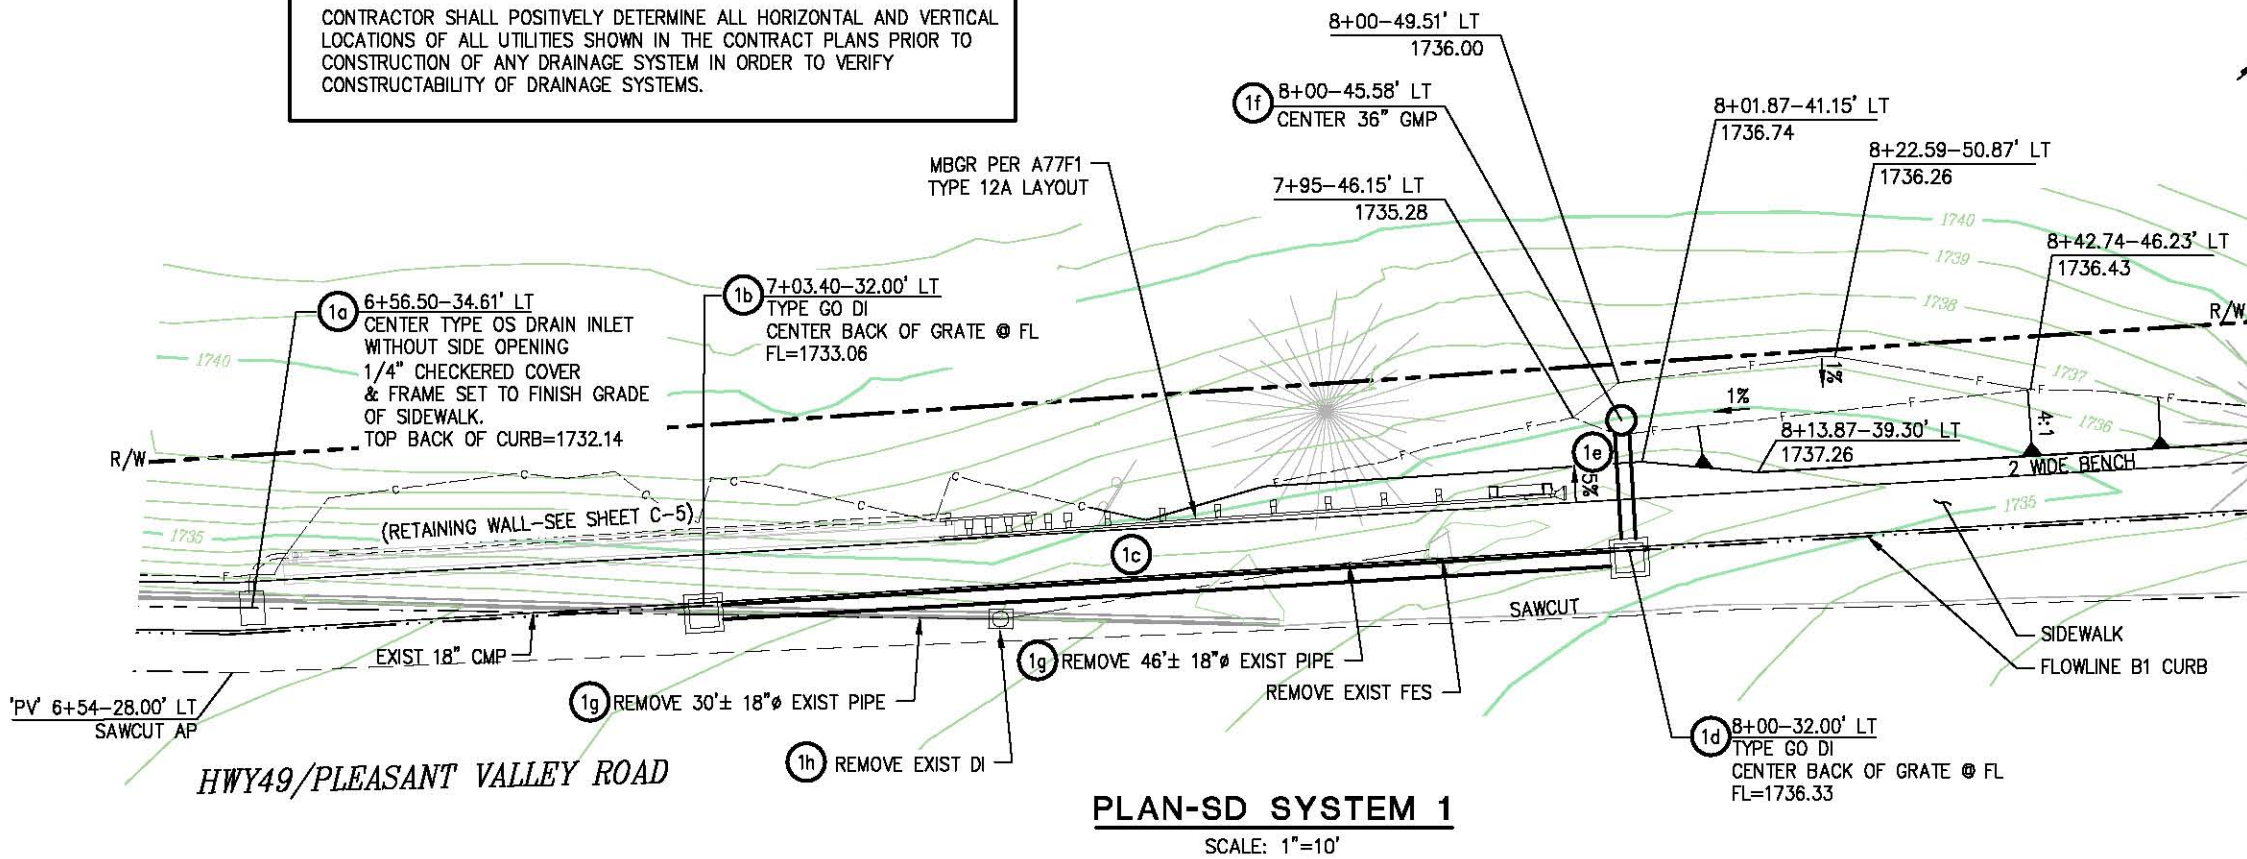 CONTRACTOR SHALL POSITIVELY DETERMINE ALL HORIZONTAL AND VERTICAL
LOCATIONS OF ALL UTILITIES SHOWN IN THE CONTRACT PLANS PRIOR TO
CONSTRUCTION OF ANY DRAINAGE SYSTEM IN ORDER TO VERIFY
CONSTRUCTABILITY OF DRAINAGE SYSTEMS.
8+00-49.51' LT
1736.00
1f 8+00-45.58' LT
CENTER 36" GMP
8+01.87-41.15' LT
1736.74
8+22.59-50.87' LT
1736.26
MBGR PER A77F1
TYPE 12A LAYOUT
7+95-46.15' LT
1735.28
8+42.74-46.23' LT
1736.43
1740
1739
1738
1737
1736
1735
R/W
1a 6+56.50-34.61' LT
CENTER TYPE OS DRAIN INLET
WITHOUT SIDE OPENING
1/4" CHECKERED COVER
& FRAME SET TO FINISH GRADE
OF SIDEWALK.
TOP BACK OF CURB=1732.14
1b 7+03.40-32.00' LT
TYPE GO DI
CENTER BACK OF GRATE @ FL
FL=1733.06
1740
R/W
1735
(RETAINING WALL-SEE SHEET C-5)
C
C
C
C
C
C
F
F
F
F
F
F
F
F
F
F
1%
1%
4:1
1e
5%
8+13.87-39.30' LT
1737.26
2 WIDE BENCH
1c
SAWCUT
EXIST 18" CMP
1g REMOVE 46'± 18"ø EXIST PIPE
REMOVE EXIST FES
1g REMOVE 30'± 18"ø EXIST PIPE
1h REMOVE EXIST DI
SIDEWALK
FLOWLINE B1 CURB
'PV' 6+54-28.00' LT
SAWCUT AP
1d 8+00-32.00' LT
TYPE GO DI
CENTER BACK OF GRATE @ FL
FL=1736.33
HWY49/PLEASANT VALLEY ROAD
PLAN-SD SYSTEM 1
SCALE: 1"=10'